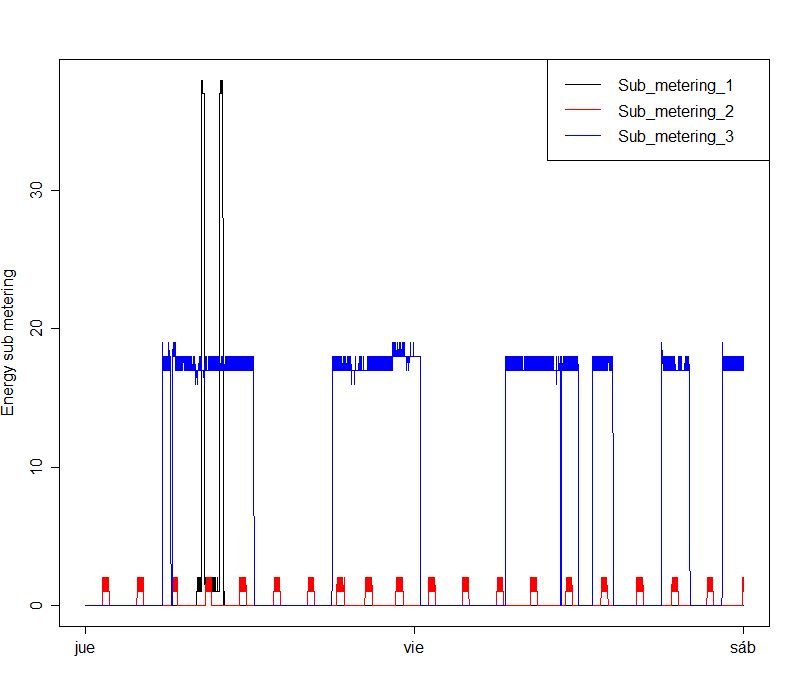 Sub_metering_1
Sub_metering_2
Sub_metering_3
Energy sub metering
30
20
10
0
jue vie sáb